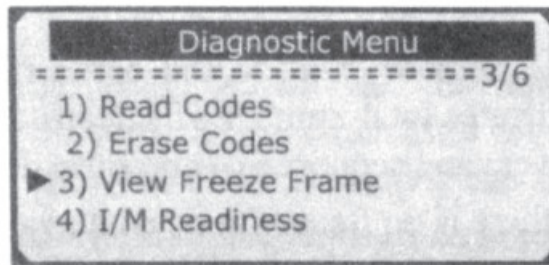 Diagnostic Menu
= = = = = = = = = = = = = = = = = = = = = = = 3/6
1) Read Codes
2) Erase Codes
▶ 3) View Freeze Frame
4) I/M Readiness